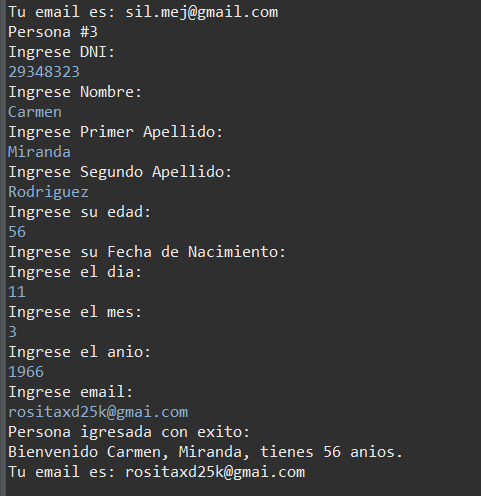 Tu email es: sil.mej@gmail.com
Persona #3
Ingrese DNI:
29348323
Ingrese Nombre:
Carmen
Ingrese Primer Apellido:
Miranda
Ingrese Segundo Apellido:
Rodriguez
Ingrese su edad:
56
Ingrese su Fecha de Nacimiento:
Ingrese el dia:
11
Ingrese el mes:
3
Ingrese el anio:
1966
Ingrese email:
rositaxd25k@gmai.com
Persona igresada con exito:
Bienvenido Carmen, Miranda, tienes 56 anios.
Tu email es: rositaxd25k@gmai.com